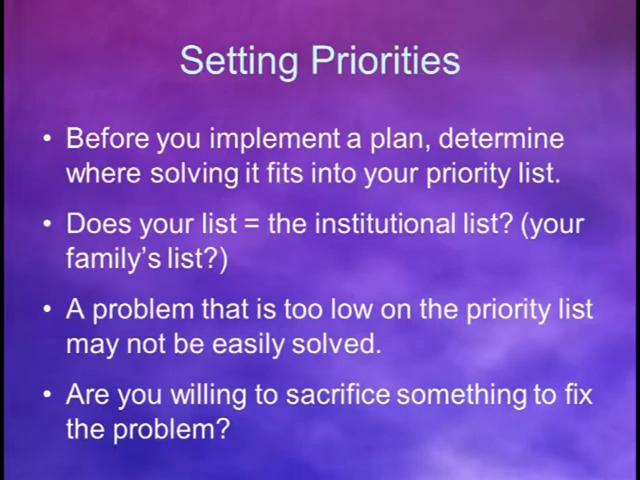 Setting Priorities
• Before you implement a plan, determine
where solving it fits into your priority list.
• Does your list = the institutional list? (your
family’s list?)
• A problem that is too low on the priority list
may not be easily solved.
• Are you willing to sacrifice something to fix
the problem?